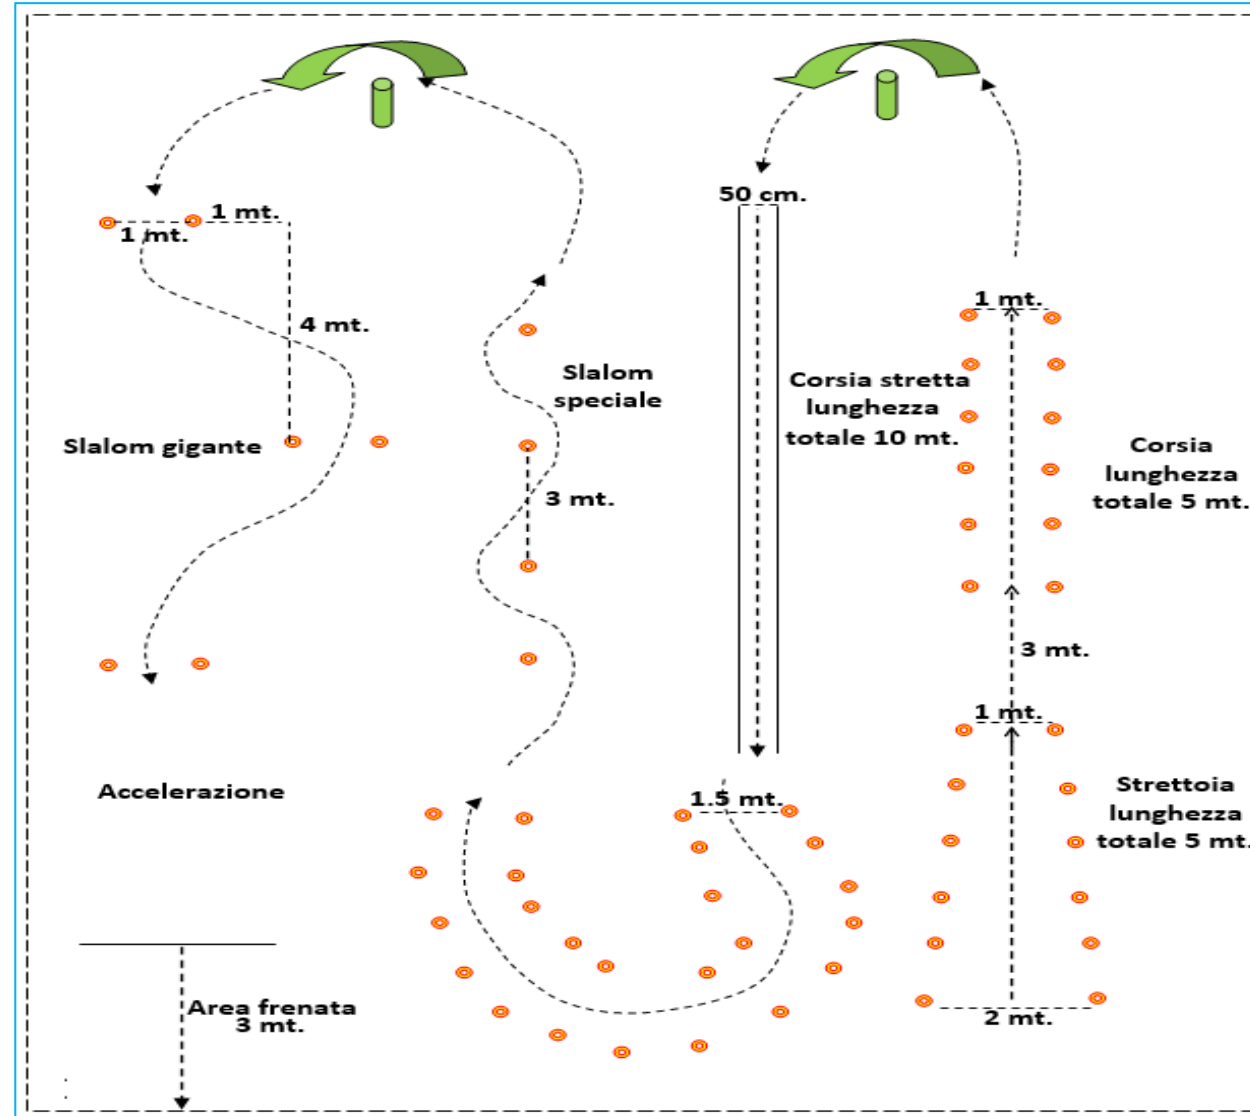 50 cm.
1 mt.
1 mt.
1 mt.
4 mt.
Slalom
speciale
Corsia stretta
lunghezza
totale 10 mt.
Slalom gigante
Corsia
lunghezza
totale 5 mt.
3 mt.
3 mt.
1 mt.
Accelerazione
1.5 mt.
Strettoia
lunghezza
totale 5 mt.
Area frenata
3 mt.
2 mt.